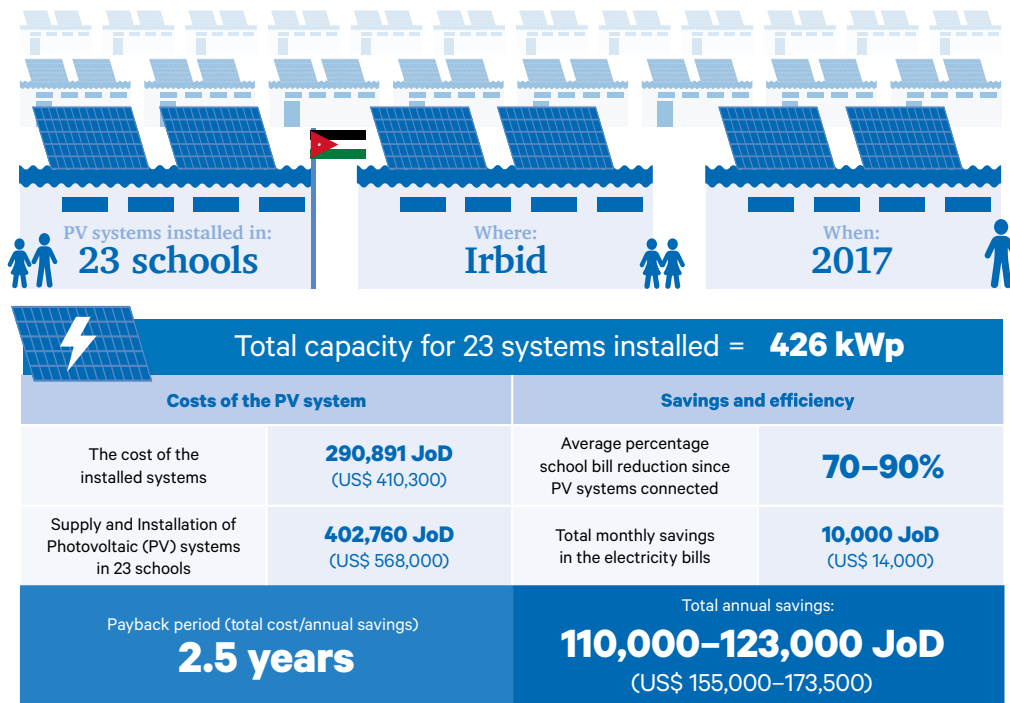 PV systems installed in:
23 schools
Where:
Irbid
When:
2017
Total capacity for 23 systems installed = 426 kWp
Costs of the PV system
Savings and efficiency
The cost of the
installed systems
290,891 JoD
(US$ 410,300)
Average percentage
school bill reduction since
PV systems connected
70–90%
Supply and Installation of
Photovoltaic (PV) systems
in 23 schools
402,760 JoD
(US$ 568,000)
Total monthly savings
in the electricity bills
10,000 JoD
(US$ 14,000)
Payback period (total cost/annual savings)
2.5 years
Total annual savings:
110,000–123,000 JoD
(US$ 155,000–173,500)